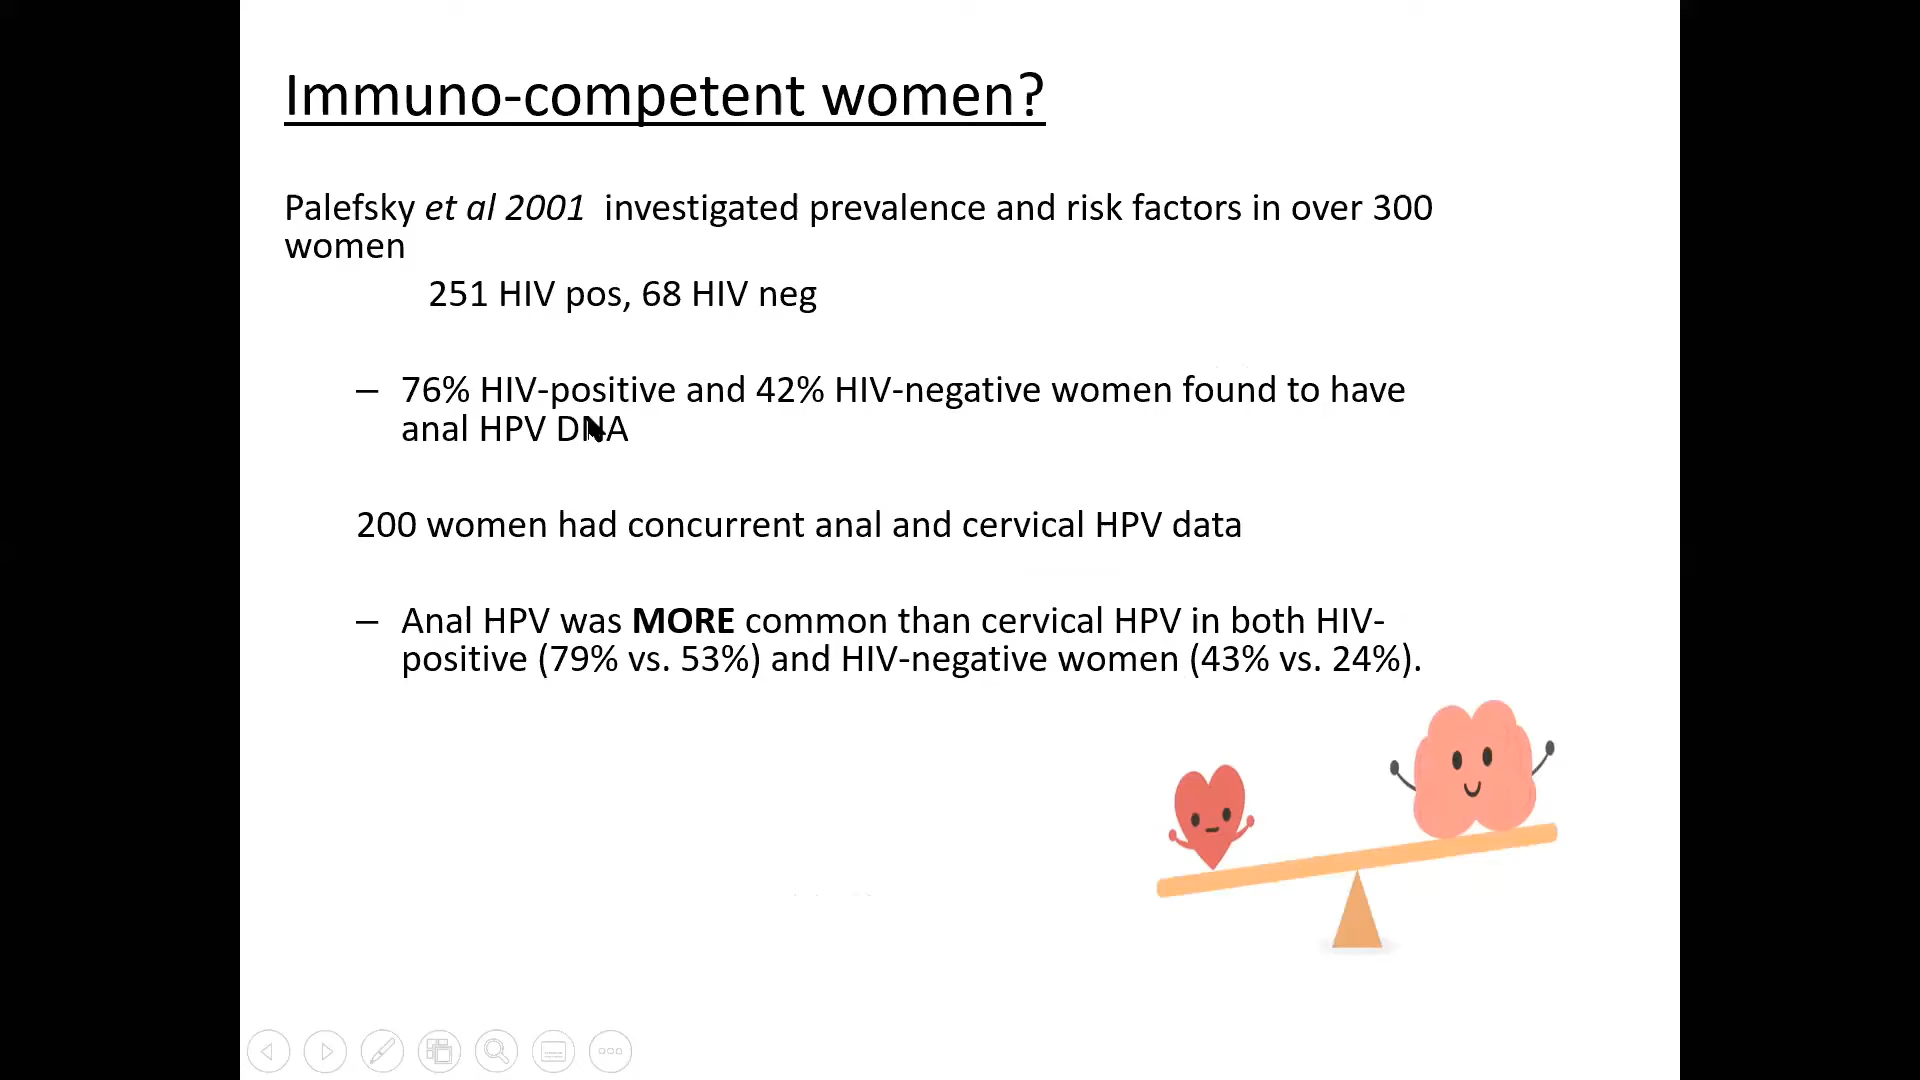 Immuno-competent women?
Palefsky et al 2001 investigated prevalence and risk factors in over 300
women
251 HIV pos, 68 HIV neg
– 76% HIV-positive and 42% HIV-negative women found to have
anal HPV DNA
200 women had concurrent anal and cervical HPV data
– Anal HPV was MORE common than cervical HPV in both HIV-
positive (79% vs. 53%) and HIV-negative women (43% vs. 24%).